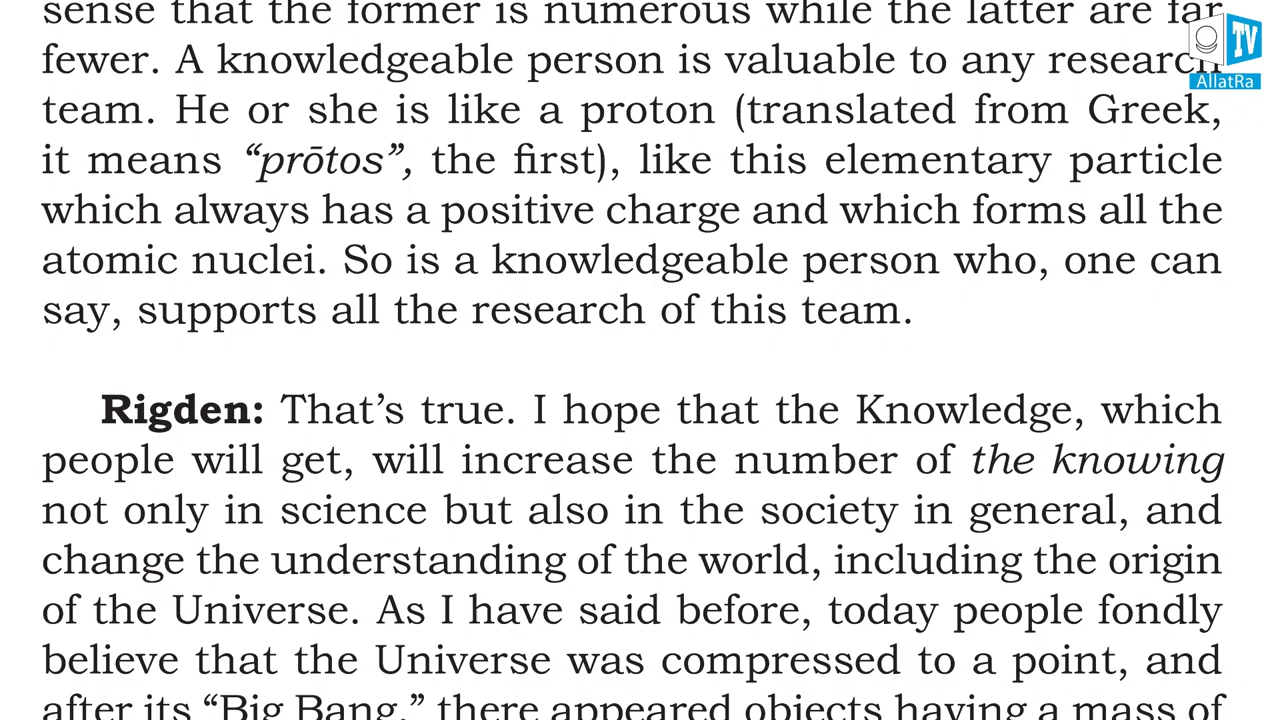 sense that the former is numerous while the latter are far
fewer. A knowledgeable person is valuable to any research
team. He or she is like a proton (translated from Greek,
it means “prōtos”, the first), like this elementary particle
which always has a positive charge and which forms all the
atomic nuclei. So is a knowledgeable person who, one can
say, supports all the research of this team.
Rigden: That’s true. I hope that the Knowledge, which
people will get, will increase the number of the knowing
not only in science but also in the society in general, and
change the understanding of the world, including the origin
of the Universe. As I have said before, today people fondly
believe that the Universe was compressed to a point, and
after its “Big Bang,” there appeared objects having a mass of
TV
AllatRa